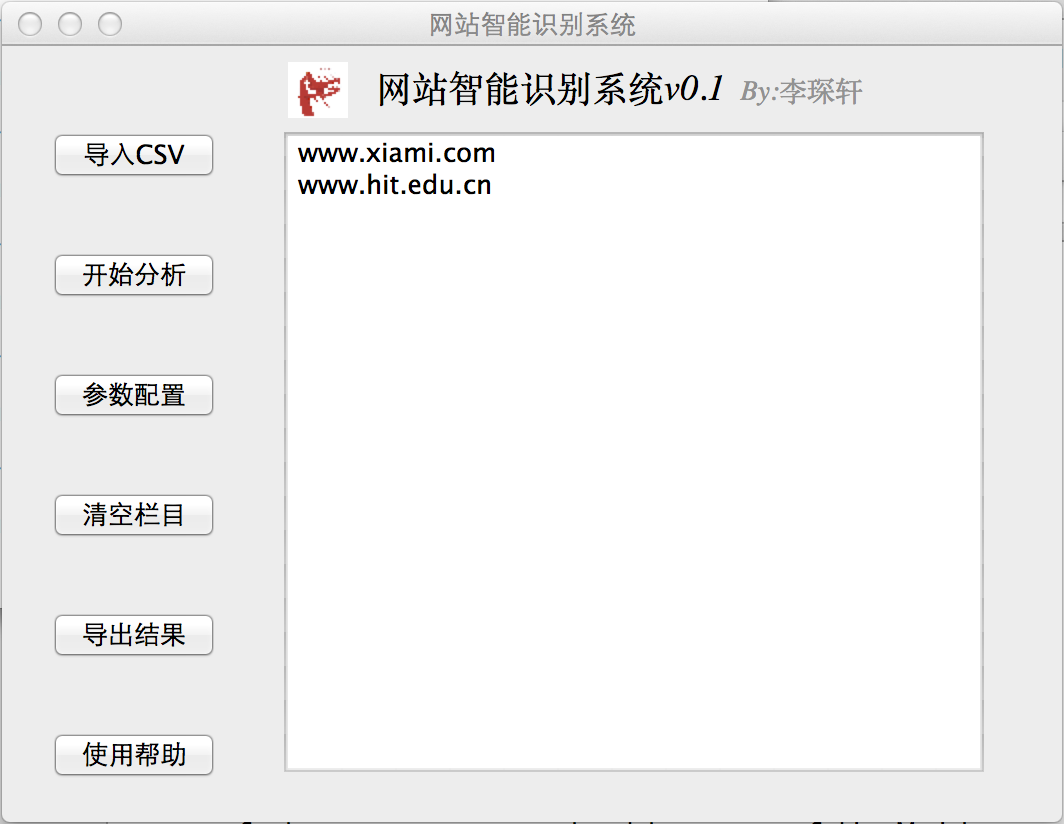 网站智能识别系统
网站智能识别系统v0.1 By:李琛轩
导入CSV
www.xiami.com
www.hit.edu.cn
开始分析
参数配置
清空栏目
导出结果
使用帮助